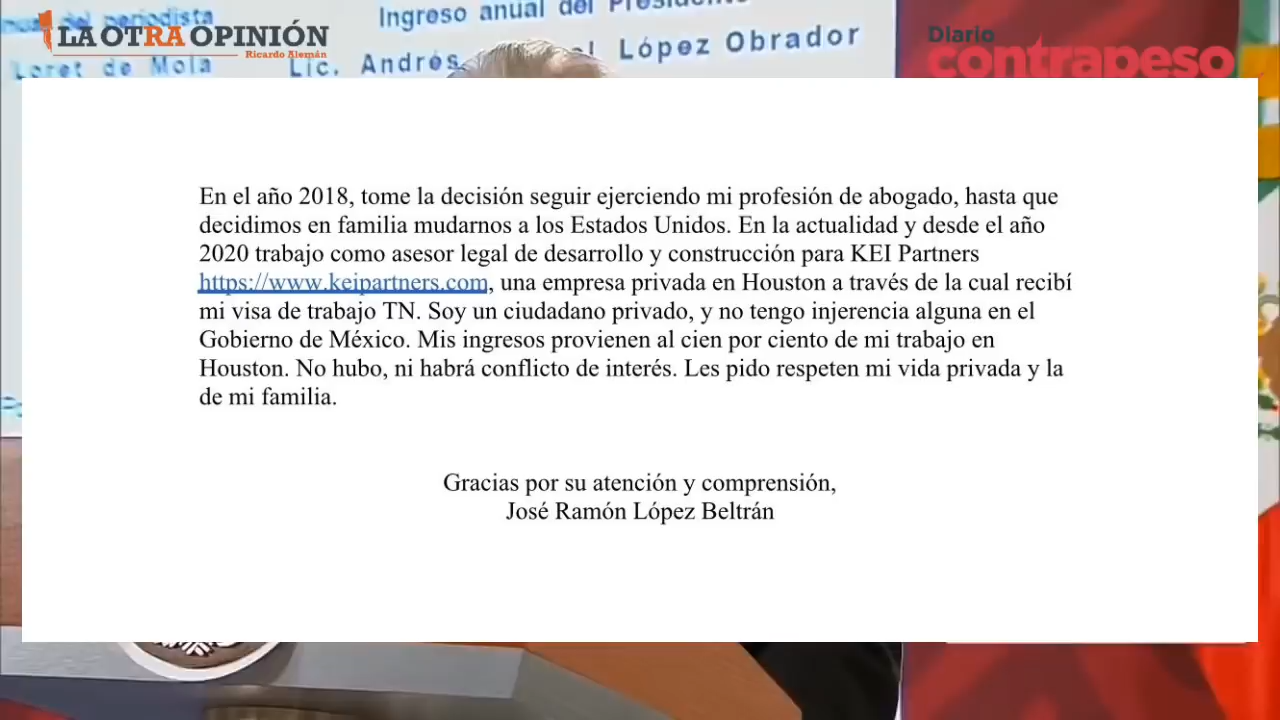 Ingreso anual del
LA OTRA OPINIÓN
Ricardo Alemán
Loret de Mola
Lic. Andrés
López Obrador
Diario
contrapeso
En el año 2018, tome la decisión seguir ejerciendo mi profesión de abogado, hasta que
decidimos en familia mudarnos a los Estados Unidos. En la actualidad y desde el año
2020 trabajo como asesor legal de desarrollo y construcción para KEI Partners
https://www.keipartners.com, una empresa privada en Houston a través de la cual recibí
mi visa de trabajo TN. Soy un ciudadano privado, y no tengo injerencia alguna en el
Gobierno de México. Mis ingresos provienen al cien por ciento de mi trabajo en
Houston. No hubo, ni habrá conflicto de interés. Les pido respeten mi vida privada y la
de mi familia.
Gracias por su atención y comprensión,
José Ramón López Beltrán